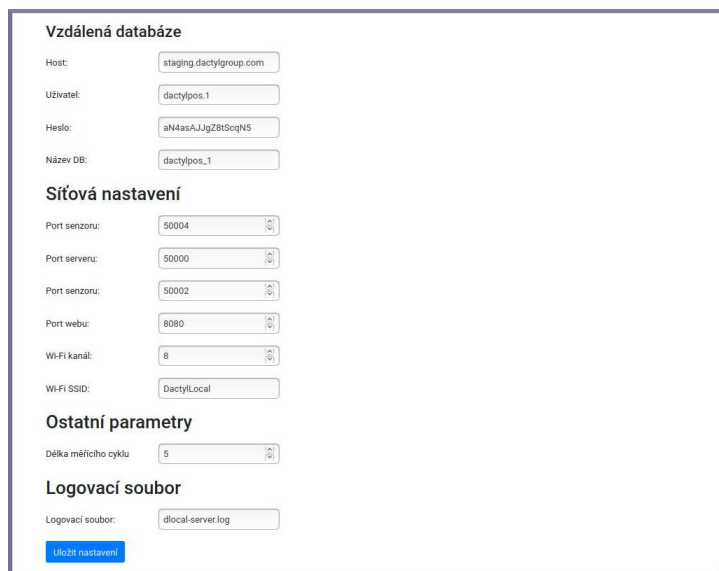 Vzdálená databáze
Host: staging.dactylgroup.com
Uživatel: dactylpos.1
Heslo: aN4asAJJgZ8tScqN5
Název DB: dactylpos_1
Síťová nastavení
Port senzoru: 50004
Port serveru: 50000
Port senzoru: 50002
Port webu: 8080
Wi-Fi kanál: 8
Wi-Fi SSID: DactylLocal
Ostatní parametry
Délka měřícího cyklu 5
Logovací soubor
Logovací soubor: dlocal-server.log
Uložit nastavení